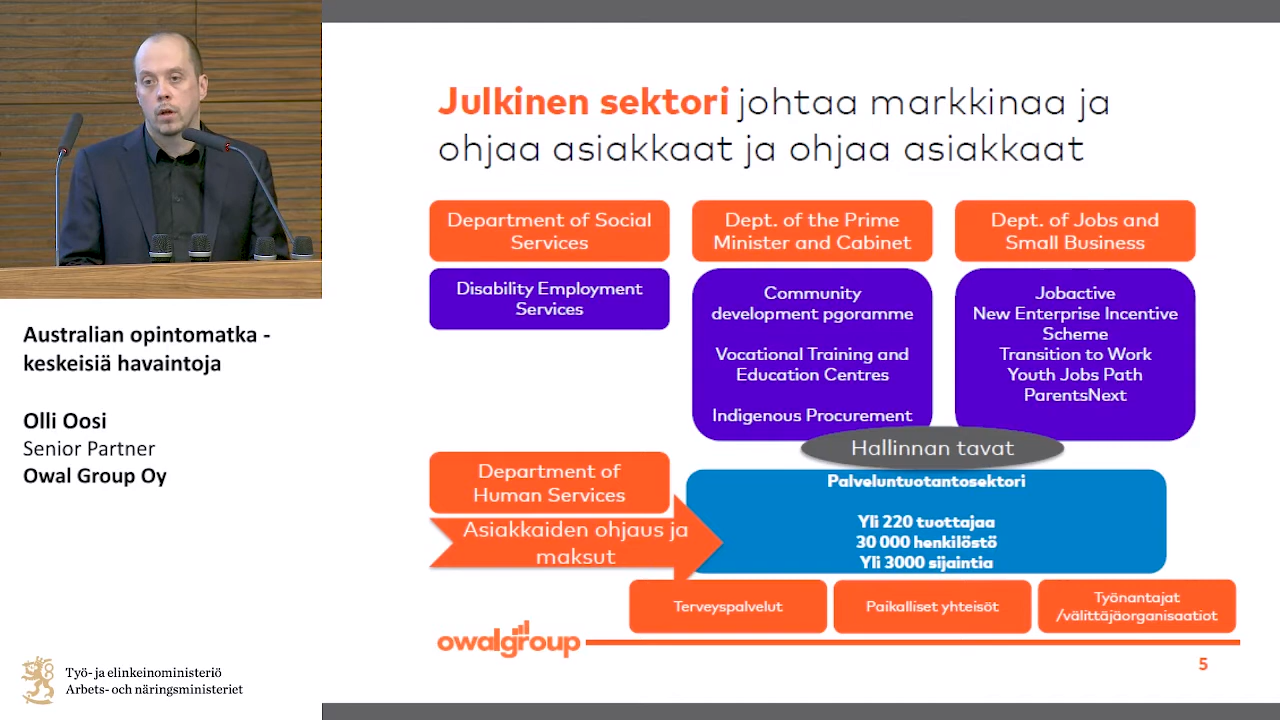 Julkinen sektori johtaa markkinaa ja
ohjaa asiakkaat ja ohjaa asiakkaat
Department of Social
Services
Dept. of the Prime
Minister and Cabinet
Dept. of Jobs and
Small Business
Disability Employment
Services
Community
development pgoramme
Vocational Training and
Education Centres
Indigenous Procurement
Jobactive
New Enterprise Incentive
Scheme
Transition to Work
Youth Jobs Path
ParentsNext
Hallinnan tavat
Department of
Human Services
Asiakkaiden ohjaus ja
maksut
Palveluntuotantosektori
Yli 220 tuottajaa
30 000 henkilöstö
Yli 3000 sijaintia
Terveyspalvelut
Paikalliset yhteisöt
Työnantajat
/välittäjäorganisaatiot
owalgroup
5
Australian opintomatka -
keskeisiä havaintoja
Olli Oosi
Senior Partner
Owal Group Oy
Työ- ja elinkeinoministeriö
Arbets- och näringsministeriet